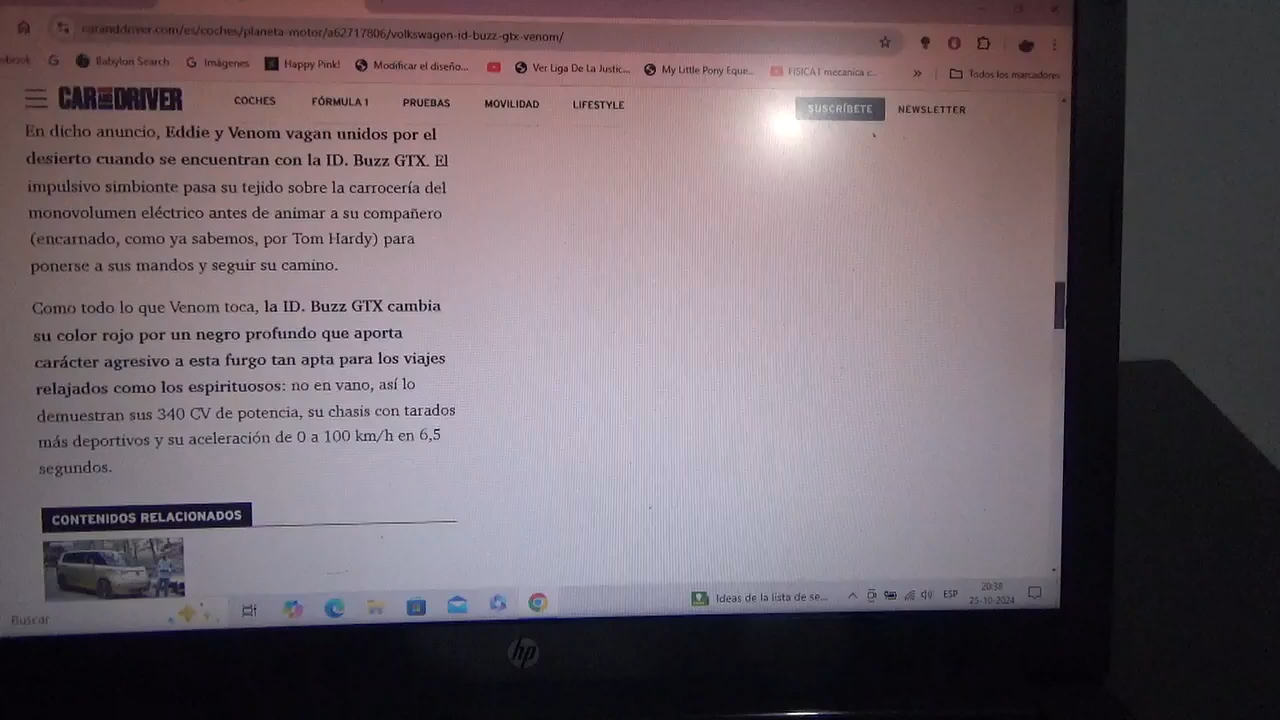 caranddriver.com/es/coches/planeta-motor/a62717806/volkswagen-id-buzz-gtx-venom/
Babylon Search Imágenes Happy Pink! Modificar el diseño... Ver Liga De La Justic... My Little Pony Eque... FISICA I mecanica c... » Todos los marcadores
CAR AND DRIVER COCHES FÓRMULA 1 PRUEBAS MOVILIDAD LIFESTYLE SUSCRÍBETE NEWSLETTER
En dicho anuncio, Eddie y Venom vagan unidos por el
desierto cuando se encuentran con la ID. Buzz GTX. El
impulsivo simbionte pasa su tejido sobre la carrocería del
monovolumen eléctrico antes de animar a su compañero
(encarnado, como ya sabemos, por Tom Hardy) para
ponerse a sus mandos y seguir su camino.
Como todo lo que Venom toca, la ID. Buzz GTX cambia
su color rojo por un negro profundo que aporta
carácter agresivo a esta furgo tan apta para los viajes
relajados como los espirituosos: no en vano, así lo
demuestran sus 340 CV de potencia, su chasis con tarados
más deportivos y su aceleración de 0 a 100 km/h en 6,5
segundos.
CONTENIDOS RELACIONADOS
Buscar
Ideas de la lista de se...
ESP
20:38
25-10-2024
hp